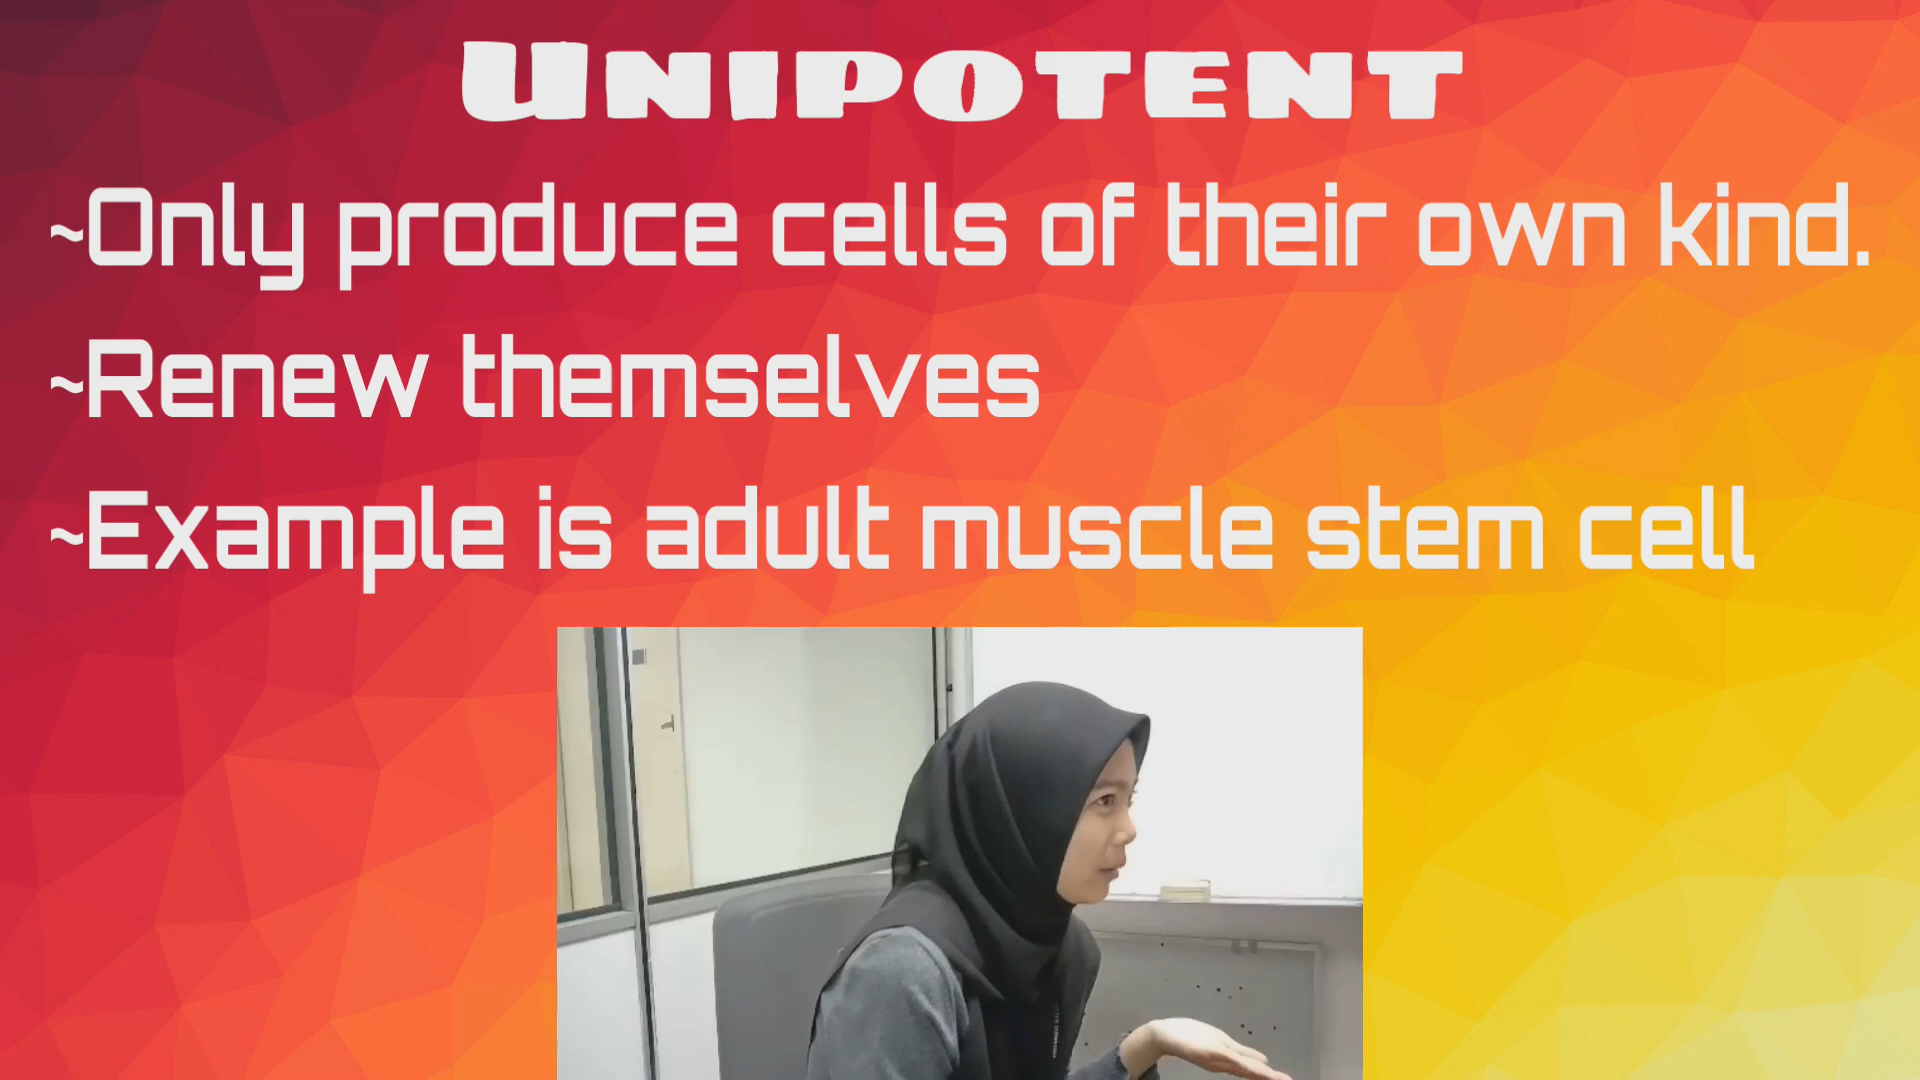 Unipotent
~Only produce cells of their own kind.
~Renew themselves
~Example is adult muscle stem cell